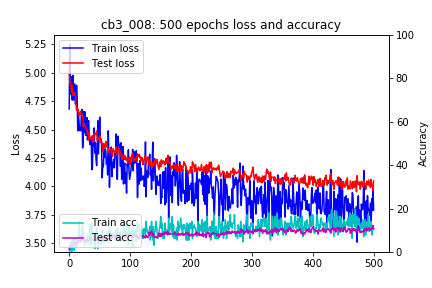 cb3_008: 500 epochs loss and accuracy
Train loss
Test loss
Train acc
Test acc
Loss
Accuracy
5.25
5.00
4.75
4.50
4.25
4.00
3.75
3.50
100
80
60
40
20
0
0
100
200
300
400
500